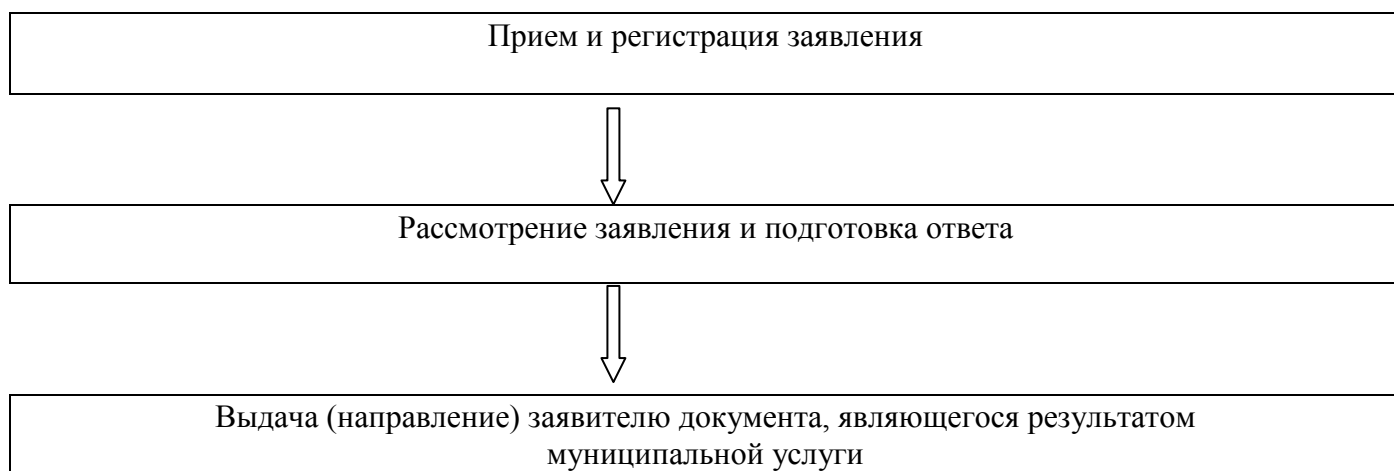 Прием и регистрация заявления
Рассмотрение заявления и подготовка ответа
Выдача (направление) заявителю документа, являющегося результатом
муниципальной услуги